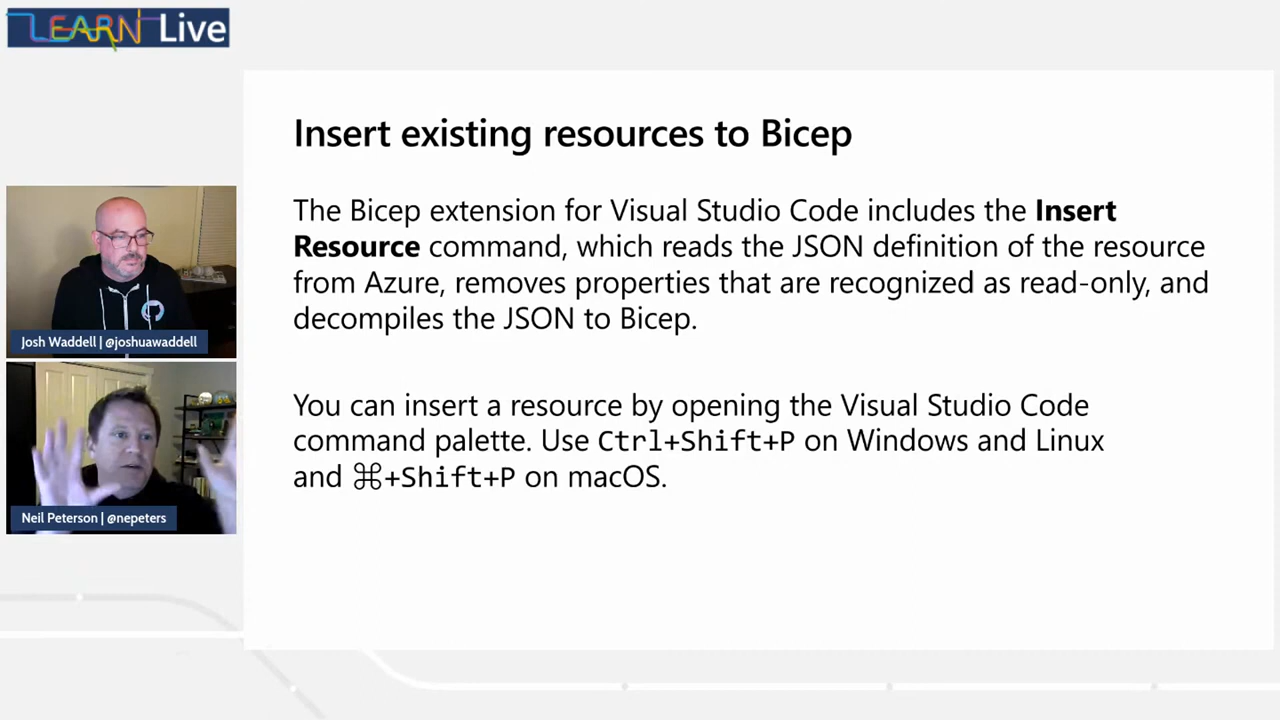 LEARN Live
Insert existing resources to Bicep
The Bicep extension for Visual Studio Code includes the Insert
Resource command, which reads the JSON definition of the resource
from Azure, removes properties that are recognized as read-only, and
decompiles the JSON to Bicep.
You can insert a resource by opening the Visual Studio Code
command palette. Use Ctrl+Shift+P on Windows and Linux
and ⌘+Shift+P on macOS.
Josh Waddell | @joshuawaddell
Neil Peterson | @nepeters